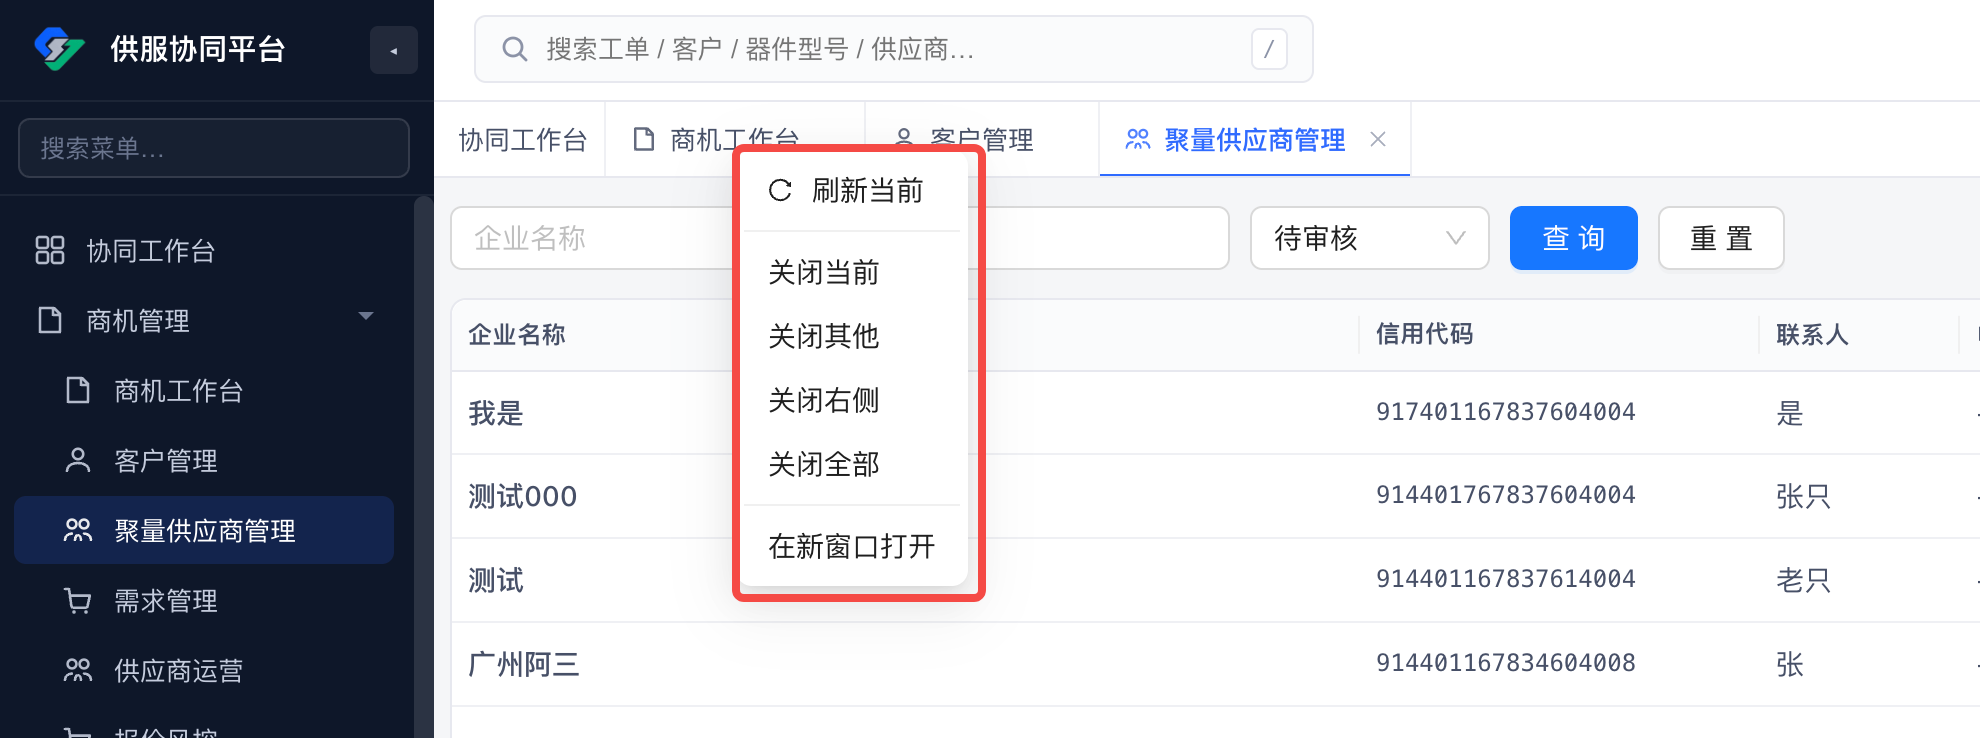 供服协同平台
搜索工单 / 客户 / 器件型号 / 供应商...
/
搜索菜单...
协同工作台
商机管理
商机工作台
客户管理
聚量供应商管理
需求管理
供应商运营
报价风控
协同工作台
商机工作台
客户管理
聚量供应商管理
刷新当前
关闭当前
关闭其他
关闭右侧
关闭全部
在新窗口打开
企业名称
待审核
查 询
重 置
企业名称 信用代码 联系人
我是 917401167837604004 是
测试000 914401767837604004 张只
测试 914401167837614004 老只
广州阿三 914401167834604008 张